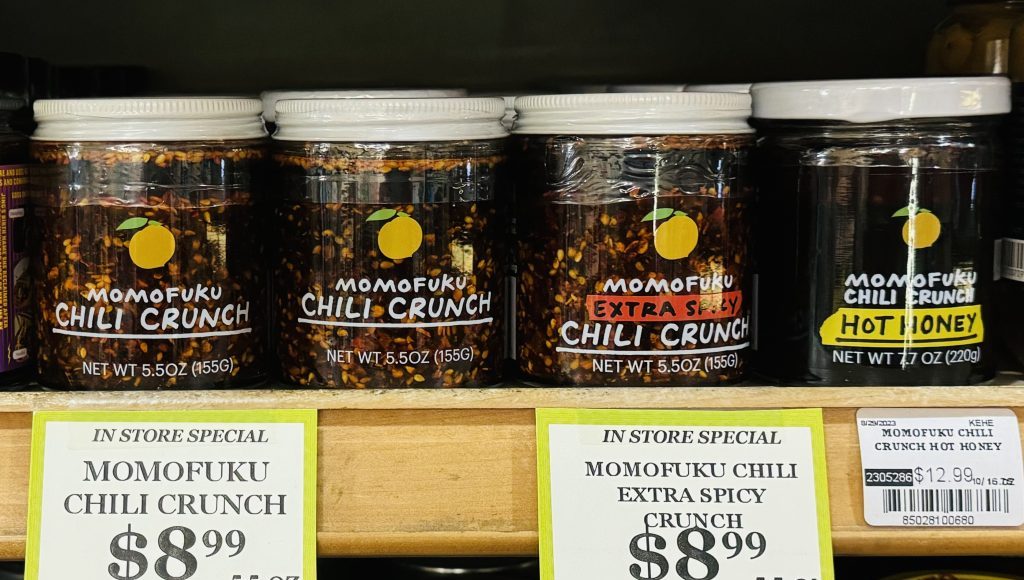 MOMOFUKU
CHILI CRUNCH
NET WT 5.5OZ (155G)
MOMOFUKU
CHILI CRUNCH
NET WT 5.5OZ (155G)
MOMOFUKU
EXTRA SPICY
CHILI CRUNCH
NET WT 5.5OZ (155G)
MOMOFUKU
CHILI CRUNCH
HOT HONEY
NET WT 7.7 OZ (220g)
IN STORE SPECIAL
MOMOFUKU
CHILI CRUNCH
$8.99
IN STORE SPECIAL
MOMOFUKU CHILI
EXTRA SPICY
CRUNCH
$8.99
8/29/2023 KEHE
MOMOFUKU CHILI
CRUNCH HOT HONEY
2305286 $12.99
85028100680